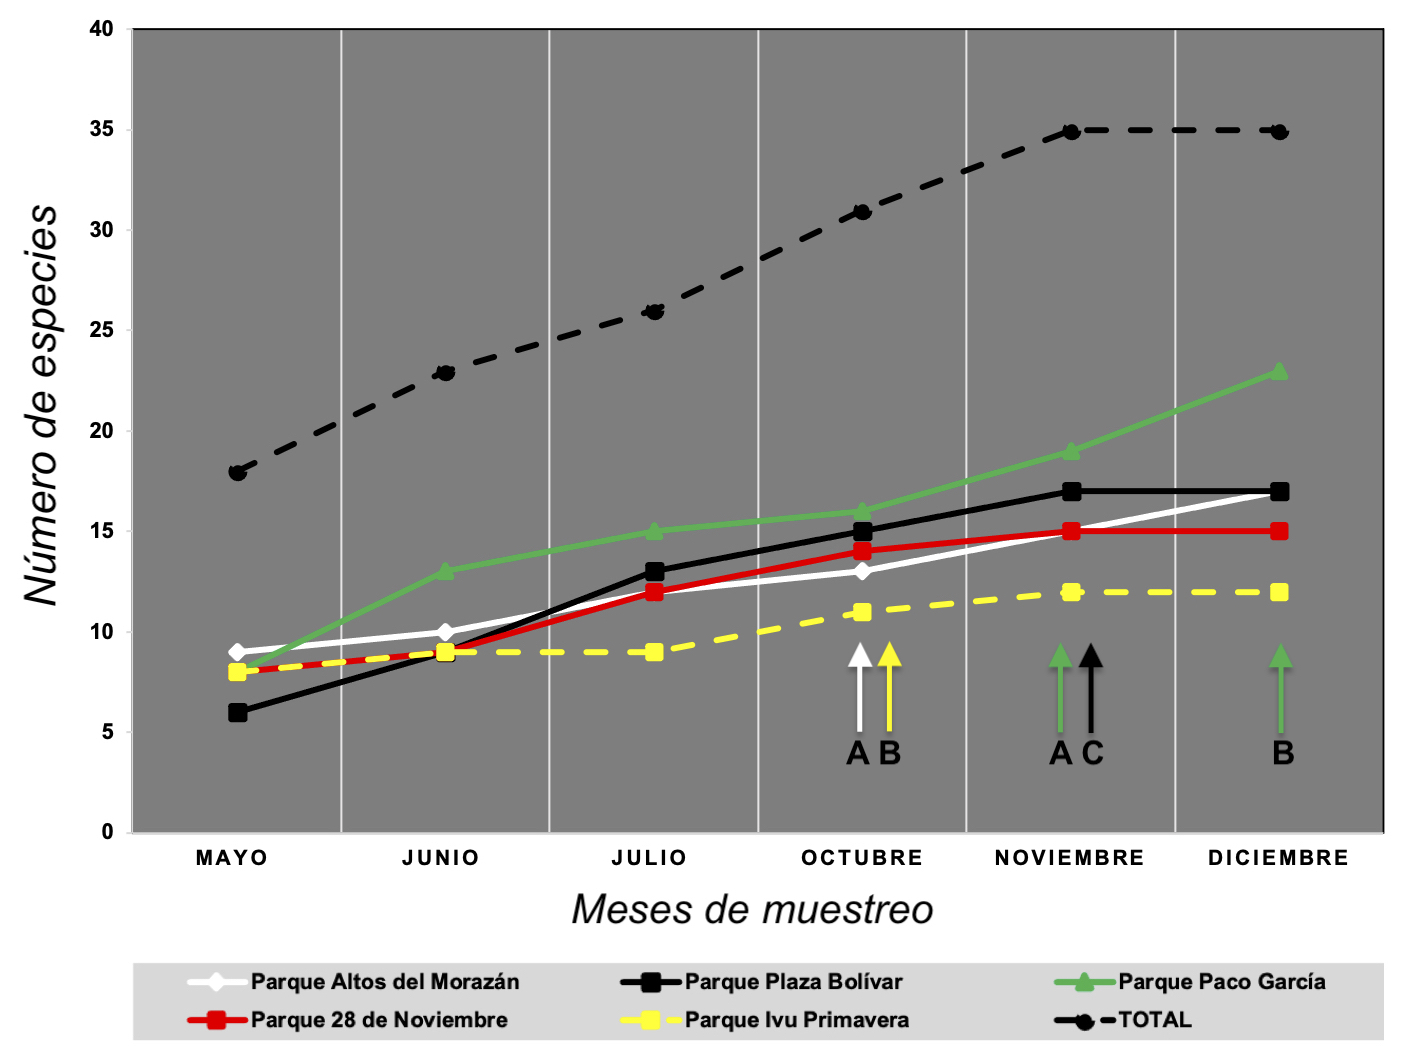 40
35
30
25
20
15
10
5
0
Número de especies
A B
A C
B
MAYO JUNIO JULIO OCTUBRE NOVIEMBRE DICIEMBRE
Meses de muestreo
Parque Altos del Morazán Parque Plaza Bolívar Parque Paco García
Parque 28 de Noviembre Parque Ivu Primavera TOTAL